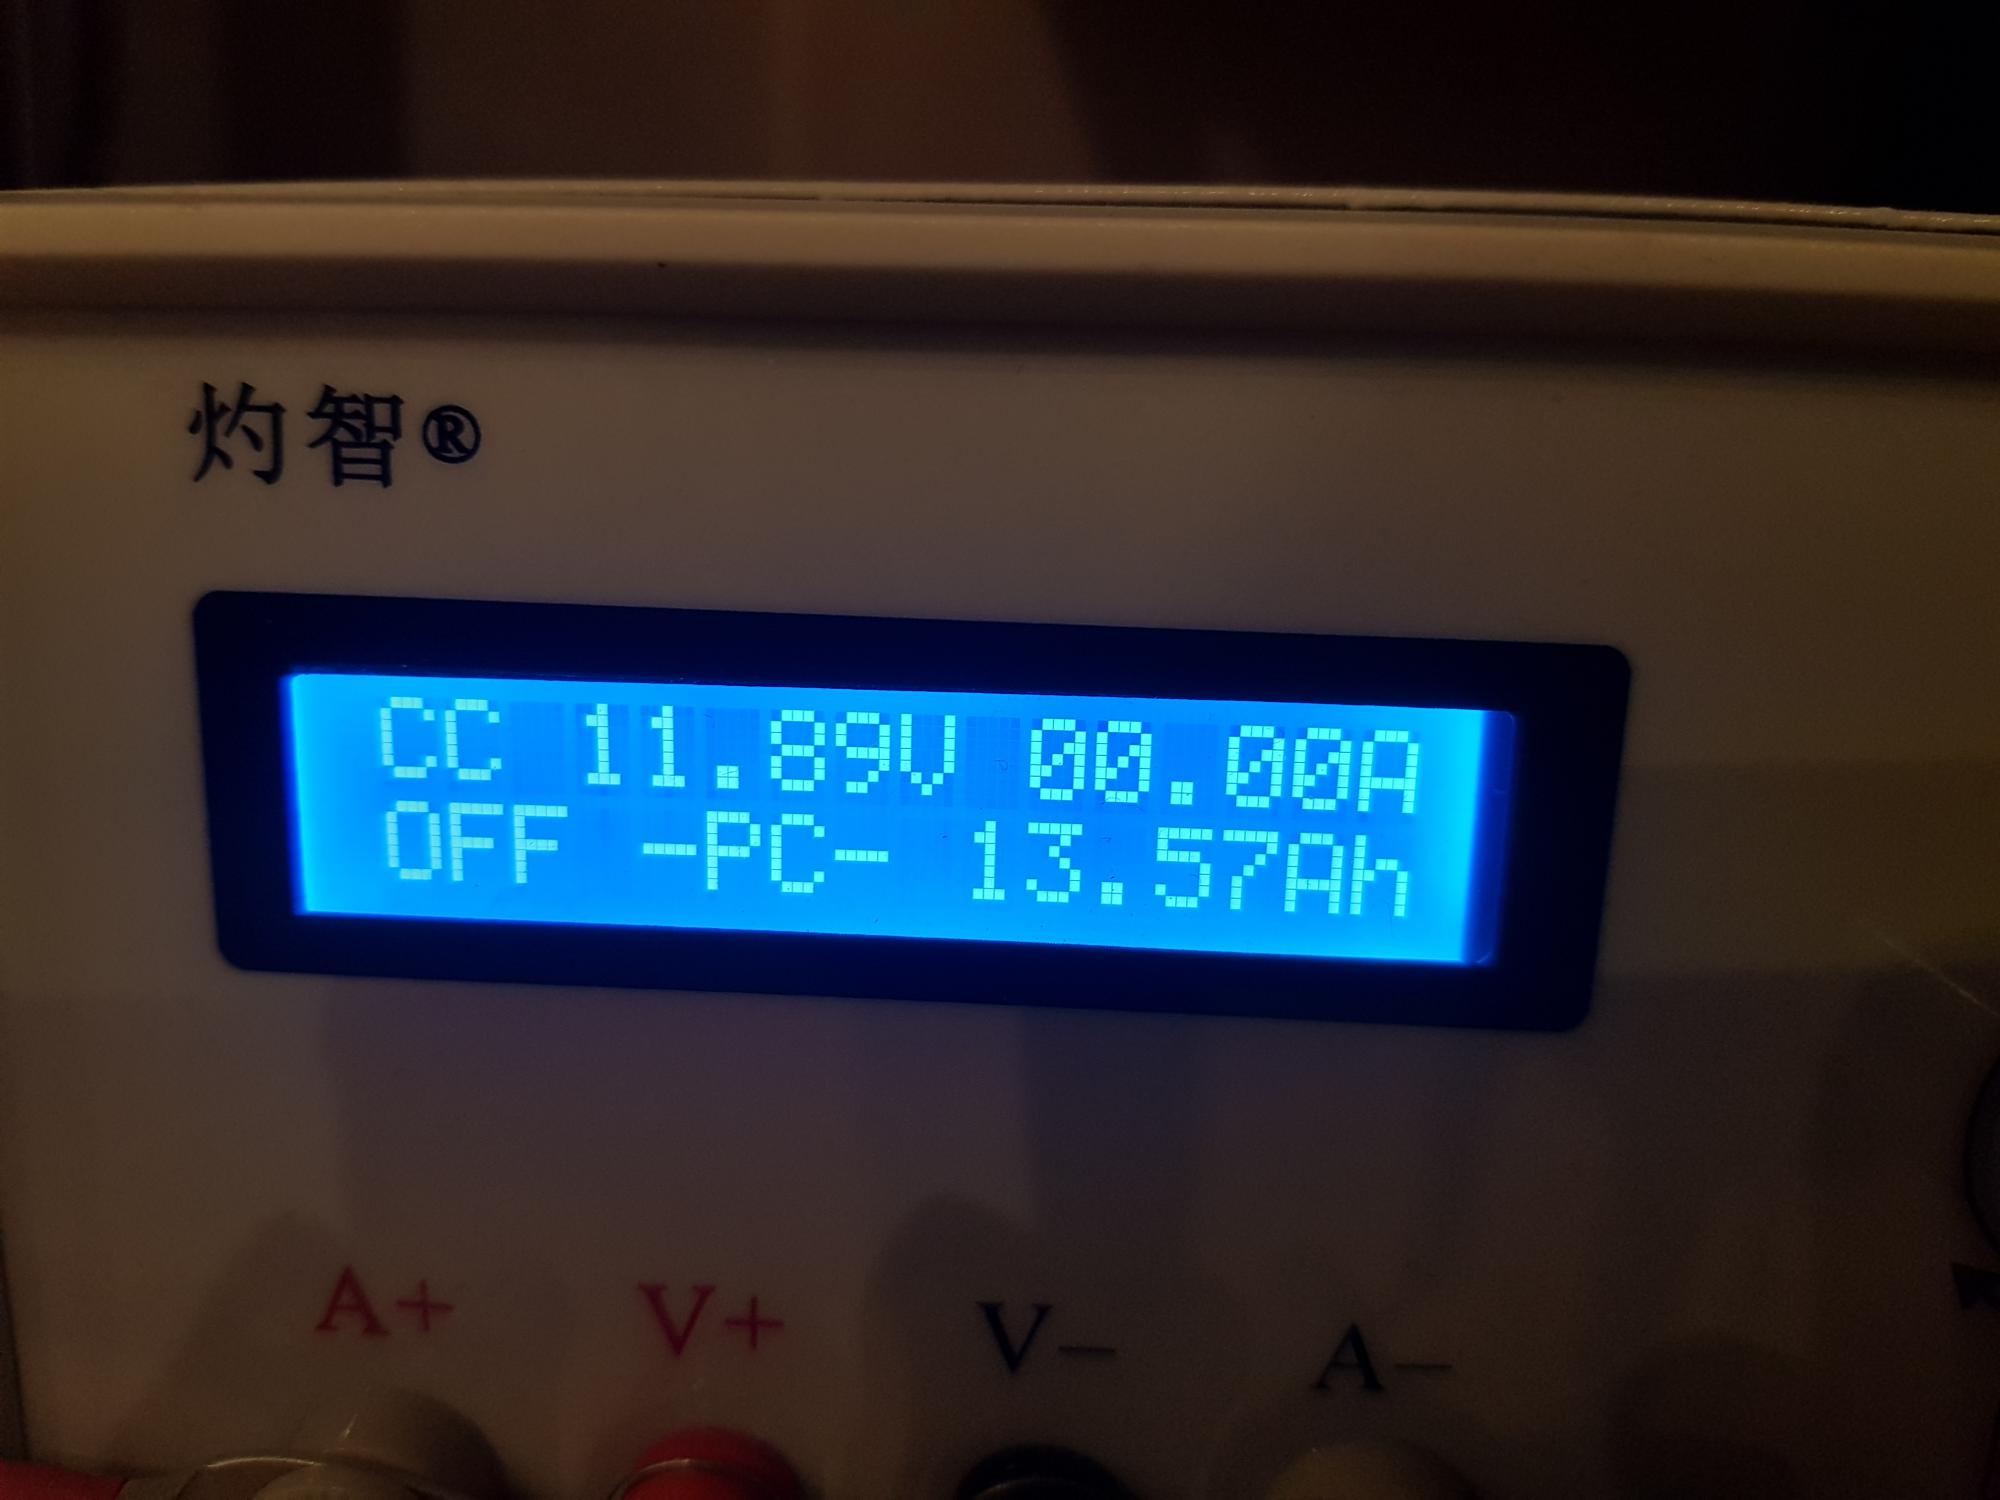 灼智®
CC 11.89V 00.00A
OFF -PC- 13.57Ah
A+ V+ V- A-